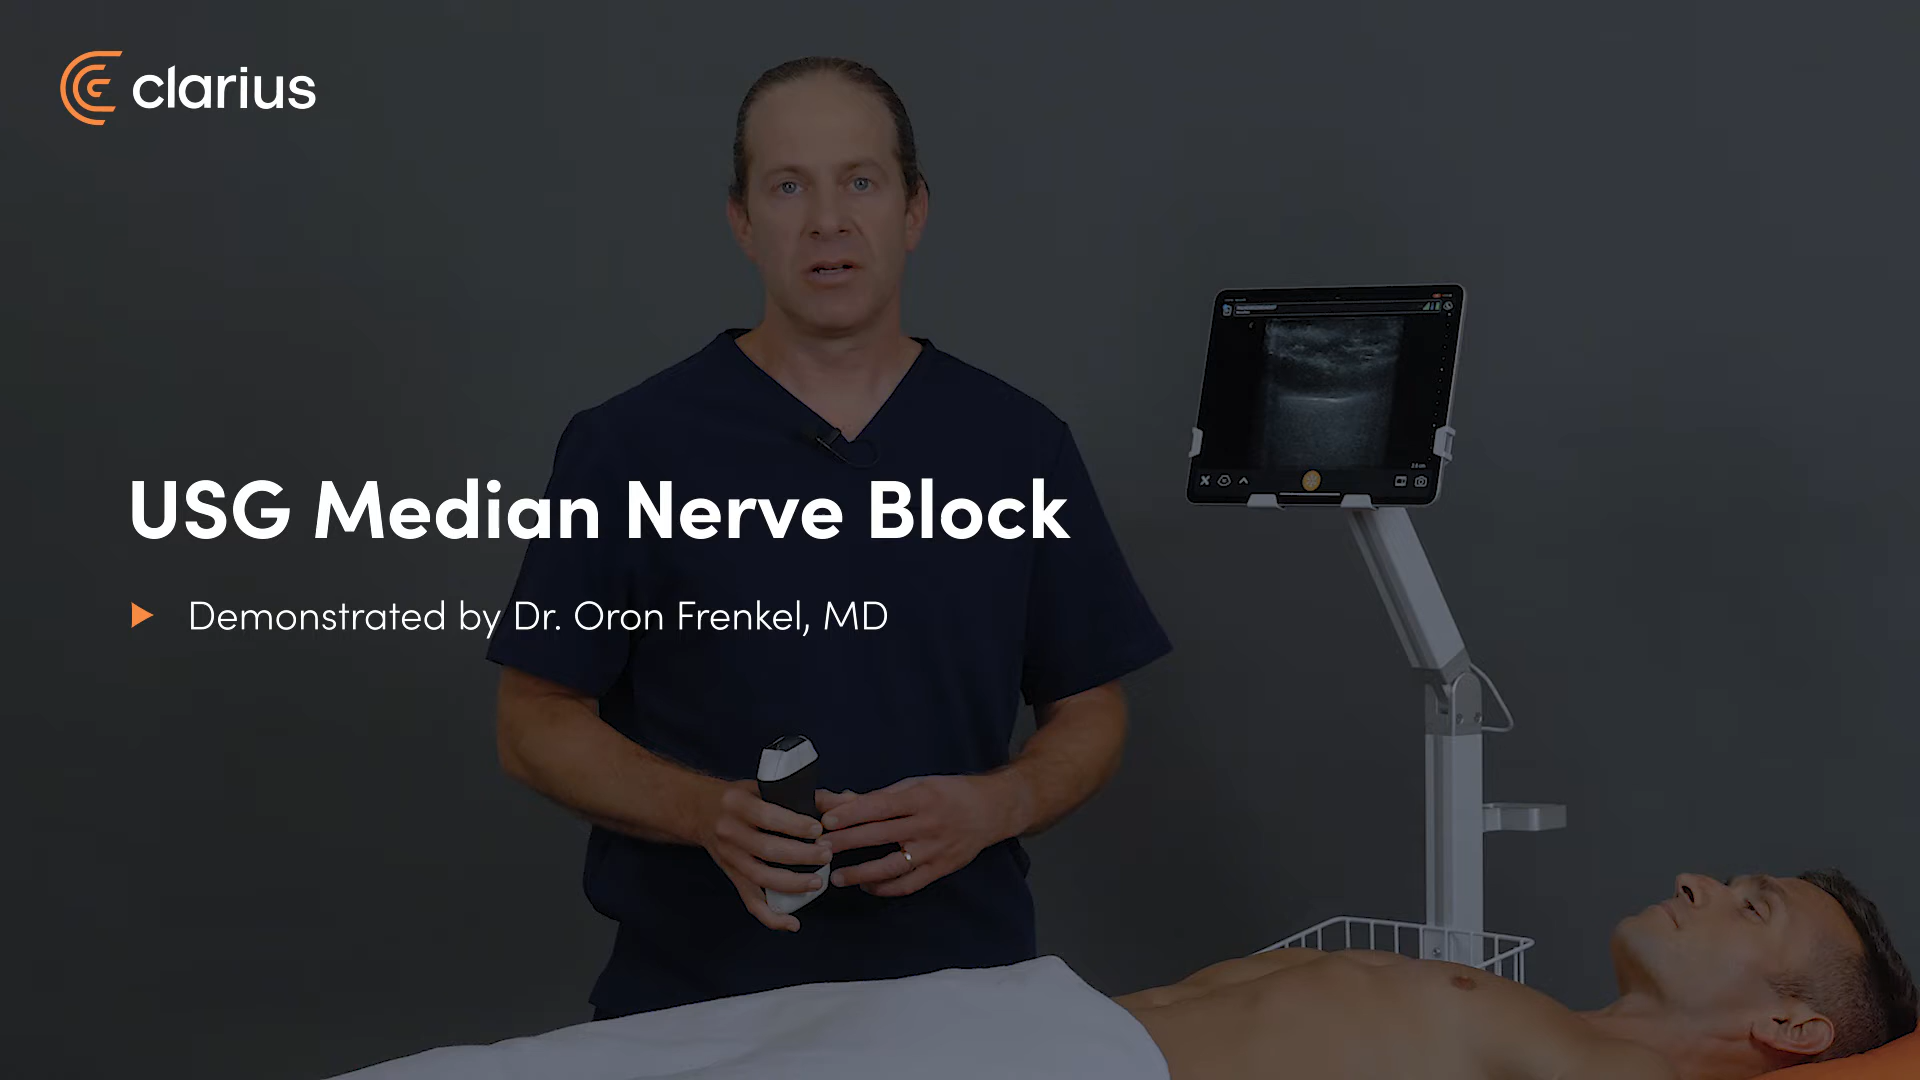 clarius
USG Median Nerve Block
Demonstrated by Dr. Oron Frenkel, MD